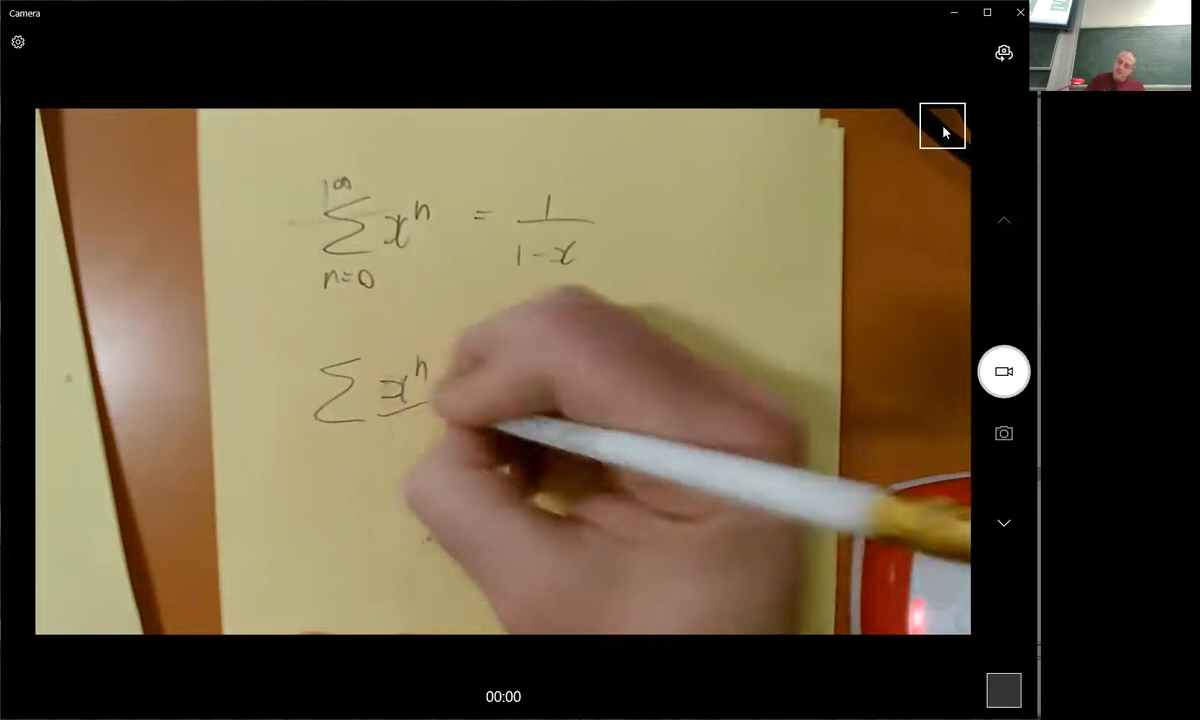 Camera
∞
∑ xⁿ = 1/(1-x)
n=0
∑ xⁿ
00:00